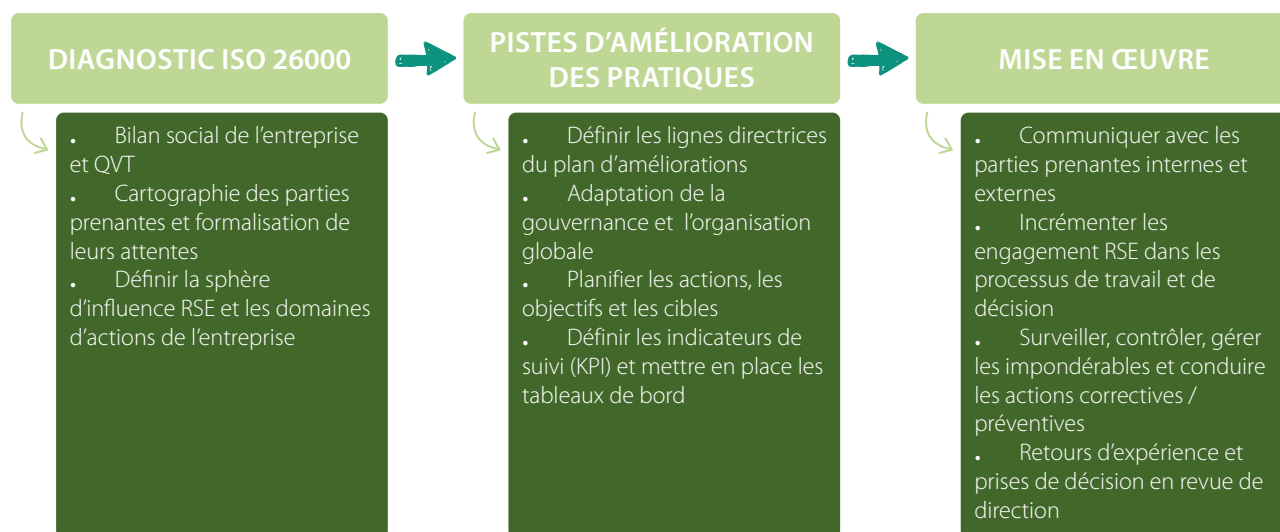 DIAGNOSTIC ISO 26000
. Bilan social de l’entreprise
et QVT
. Cartographie des parties
prenantes et formalisation de
leurs attentes
. Définir la sphère
d’influence RSE et les domaines
d’actions de l’entreprise
PISTES D’AMÉLIORATION
DES PRATIQUES
. Définir les lignes directrices
du plan d’améliorations
. Adaptation de la
gouvernance et l’organisation
globale
. Planifier les actions, les
objectifs et les cibles
. Définir les indicateurs de
suivi (KPI) et mettre en place les
tableaux de bord
MISE EN ŒUVRE
. Communiquer avec les
parties prenantes internes et
externes
. Incrémenter les
engagement RSE dans les
processus de travail et de
décision
. Surveiller, contrôler, gérer
les impondérables et conduire
les actions correctives /
préventives
. Retours d’expérience et
prises de décision en revue de
direction